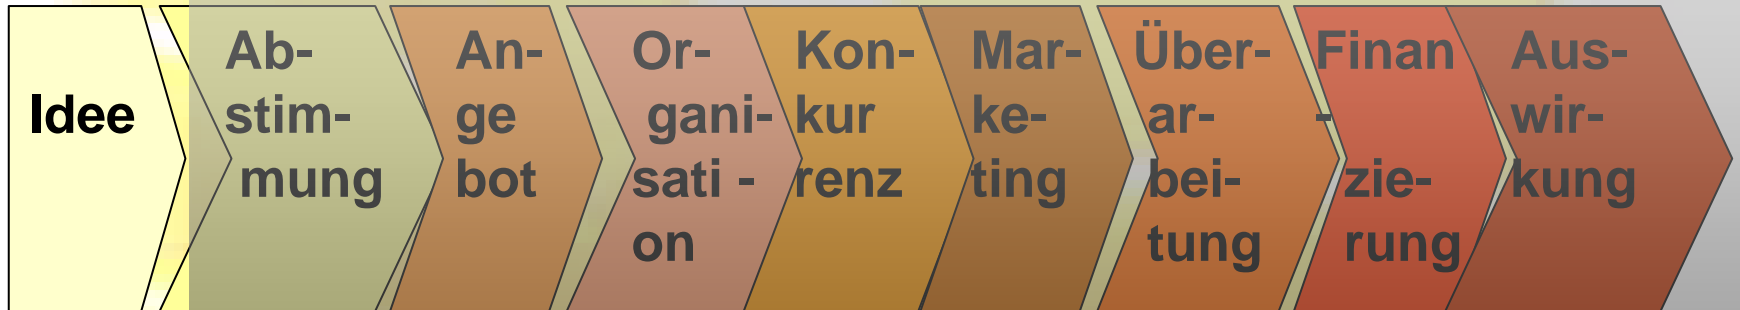 Idee
Ab-
stim-
mung
An-
ge
bot
Or-
gani-
sati -
on
Kon-
kur
renz
Mar-
ke-
ting
Über-
ar-
bei-
tung
Finan
-
zie-
rung
Aus-
wir-
kung